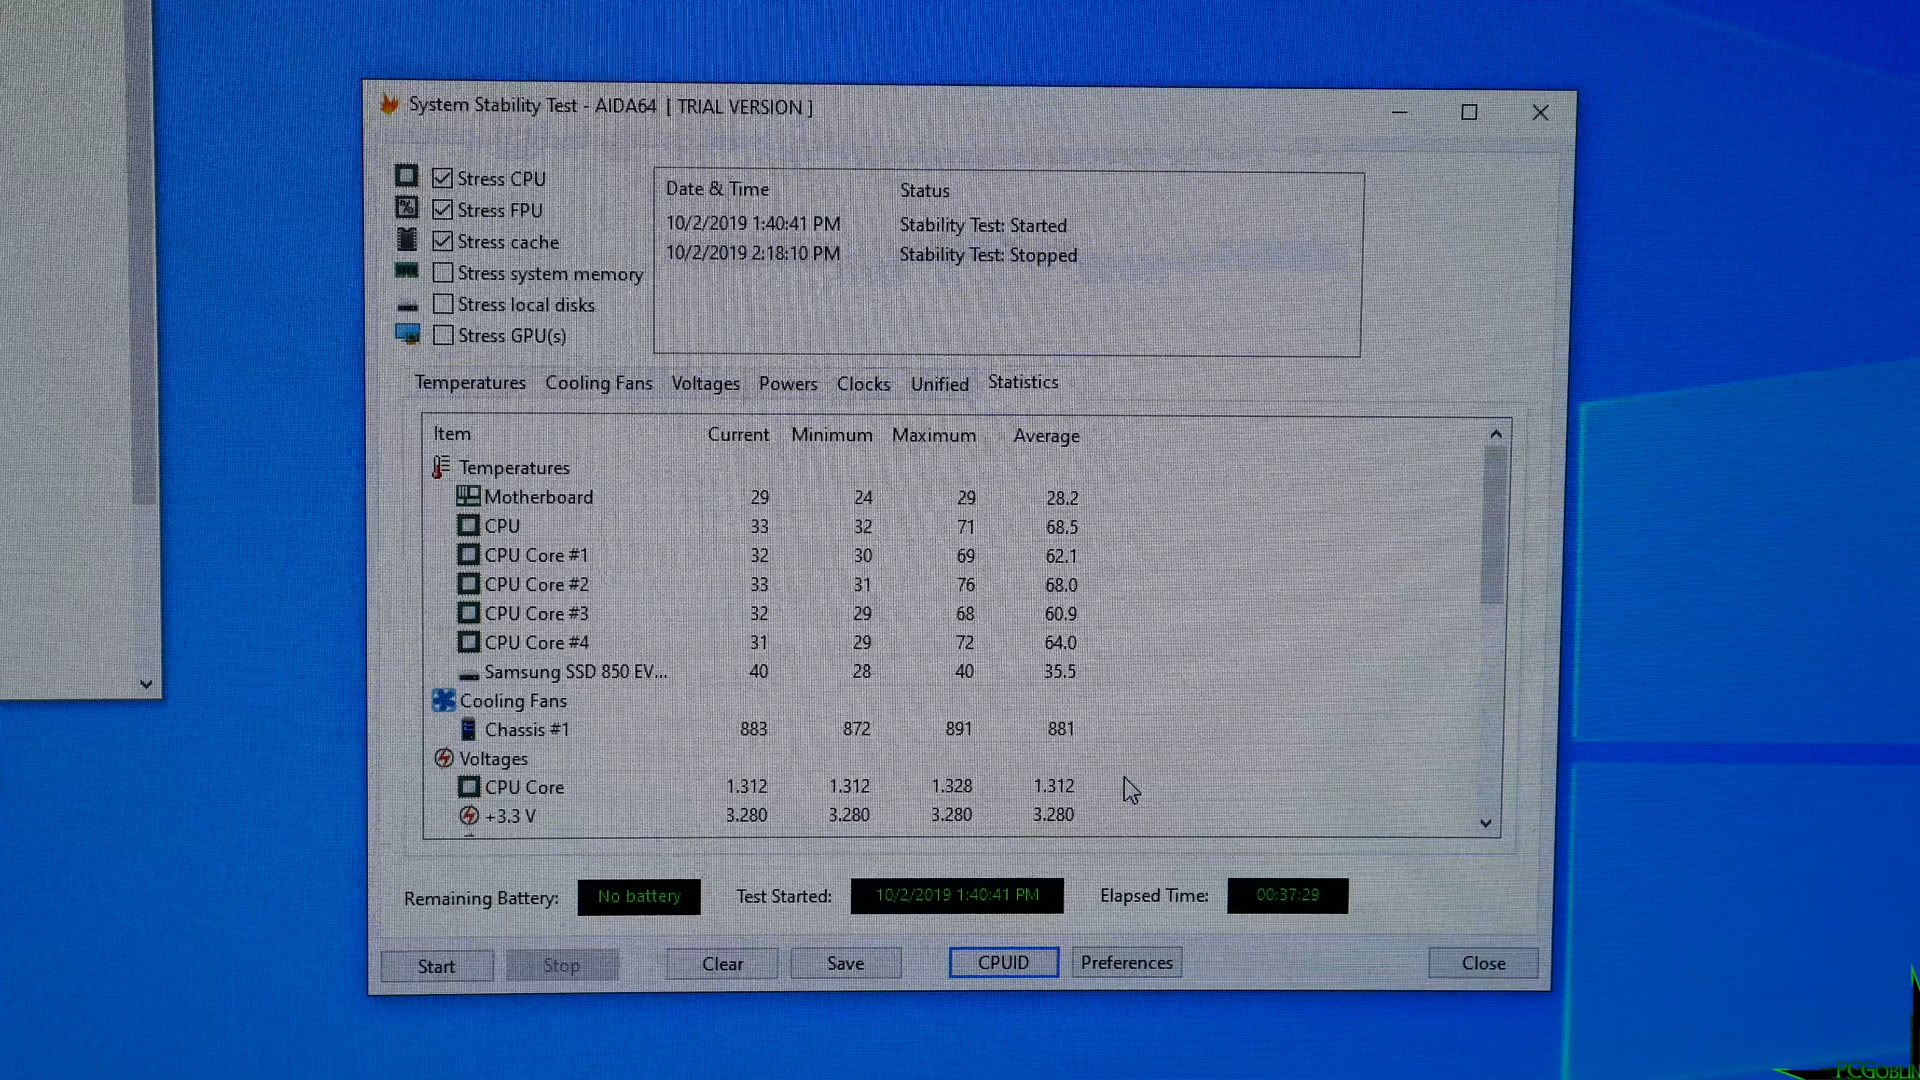 System Stability Test - AIDA64 [ TRIAL VERSION ]
Stress CPU
Stress FPU
Stress cache
Stress system memory
Stress local disks
Stress GPU(s)
Date & Time Status
10/2/2019 1:40:41 PM Stability Test: Started
10/2/2019 2:18:10 PM Stability Test: Stopped
Temperatures Cooling Fans Voltages Powers Clocks Unified Statistics
Item Current Minimum Maximum Average
Temperatures
Motherboard 29 24 29 28.2
CPU 33 32 71 68.5
CPU Core #1 32 30 69 62.1
CPU Core #2 33 31 76 68.0
CPU Core #3 32 29 68 60.9
CPU Core #4 31 29 72 64.0
Samsung SSD 850 EV... 40 28 40 35.5
Cooling Fans
Chassis #1 883 872 891 881
Voltages
CPU Core 1.312 1.312 1.328 1.312
+3.3 V 3.280 3.280 3.280 3.280
Remaining Battery: No battery Test Started: 10/2/2019 1:40:41 PM Elapsed Time: 00:37:29
Start Stop Clear Save CPUID Preferences Close
PCGoblin